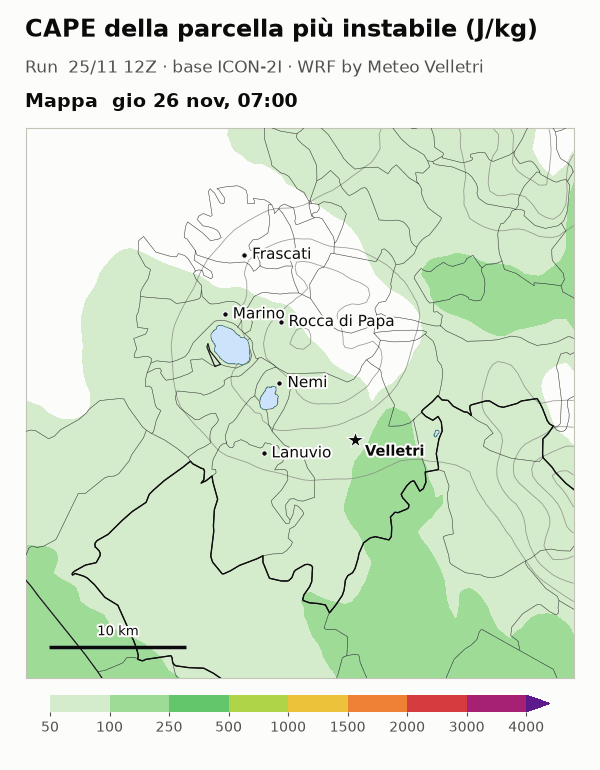 CAPE della parcella più instabile (J/kg)
Run  25/11 12Z · base ICON-2I · WRF by Meteo Velletri
Mappa  gio 26 nov, 07:00
Frascati
Marino
Rocca di Papa
Nemi
Velletri
Lanuvio
10 km
50 100 250 500 1000 1500 2000 3000 4000